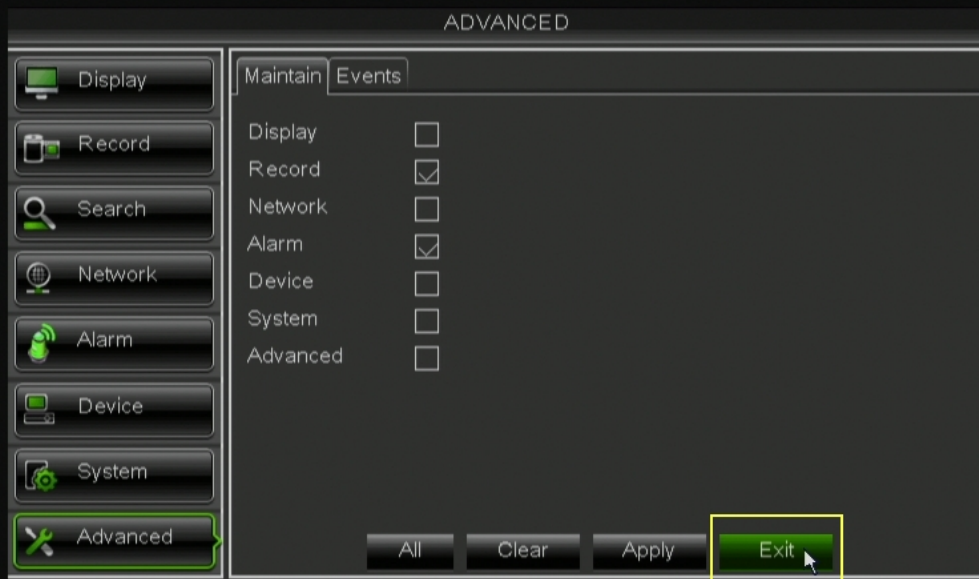 ADVANCED
Display
Record
Search
Network
Alarm
Device
System
Advanced
Maintain Events
Display
Record
Network
Alarm
Device
System
Advanced
All Clear Apply Exit